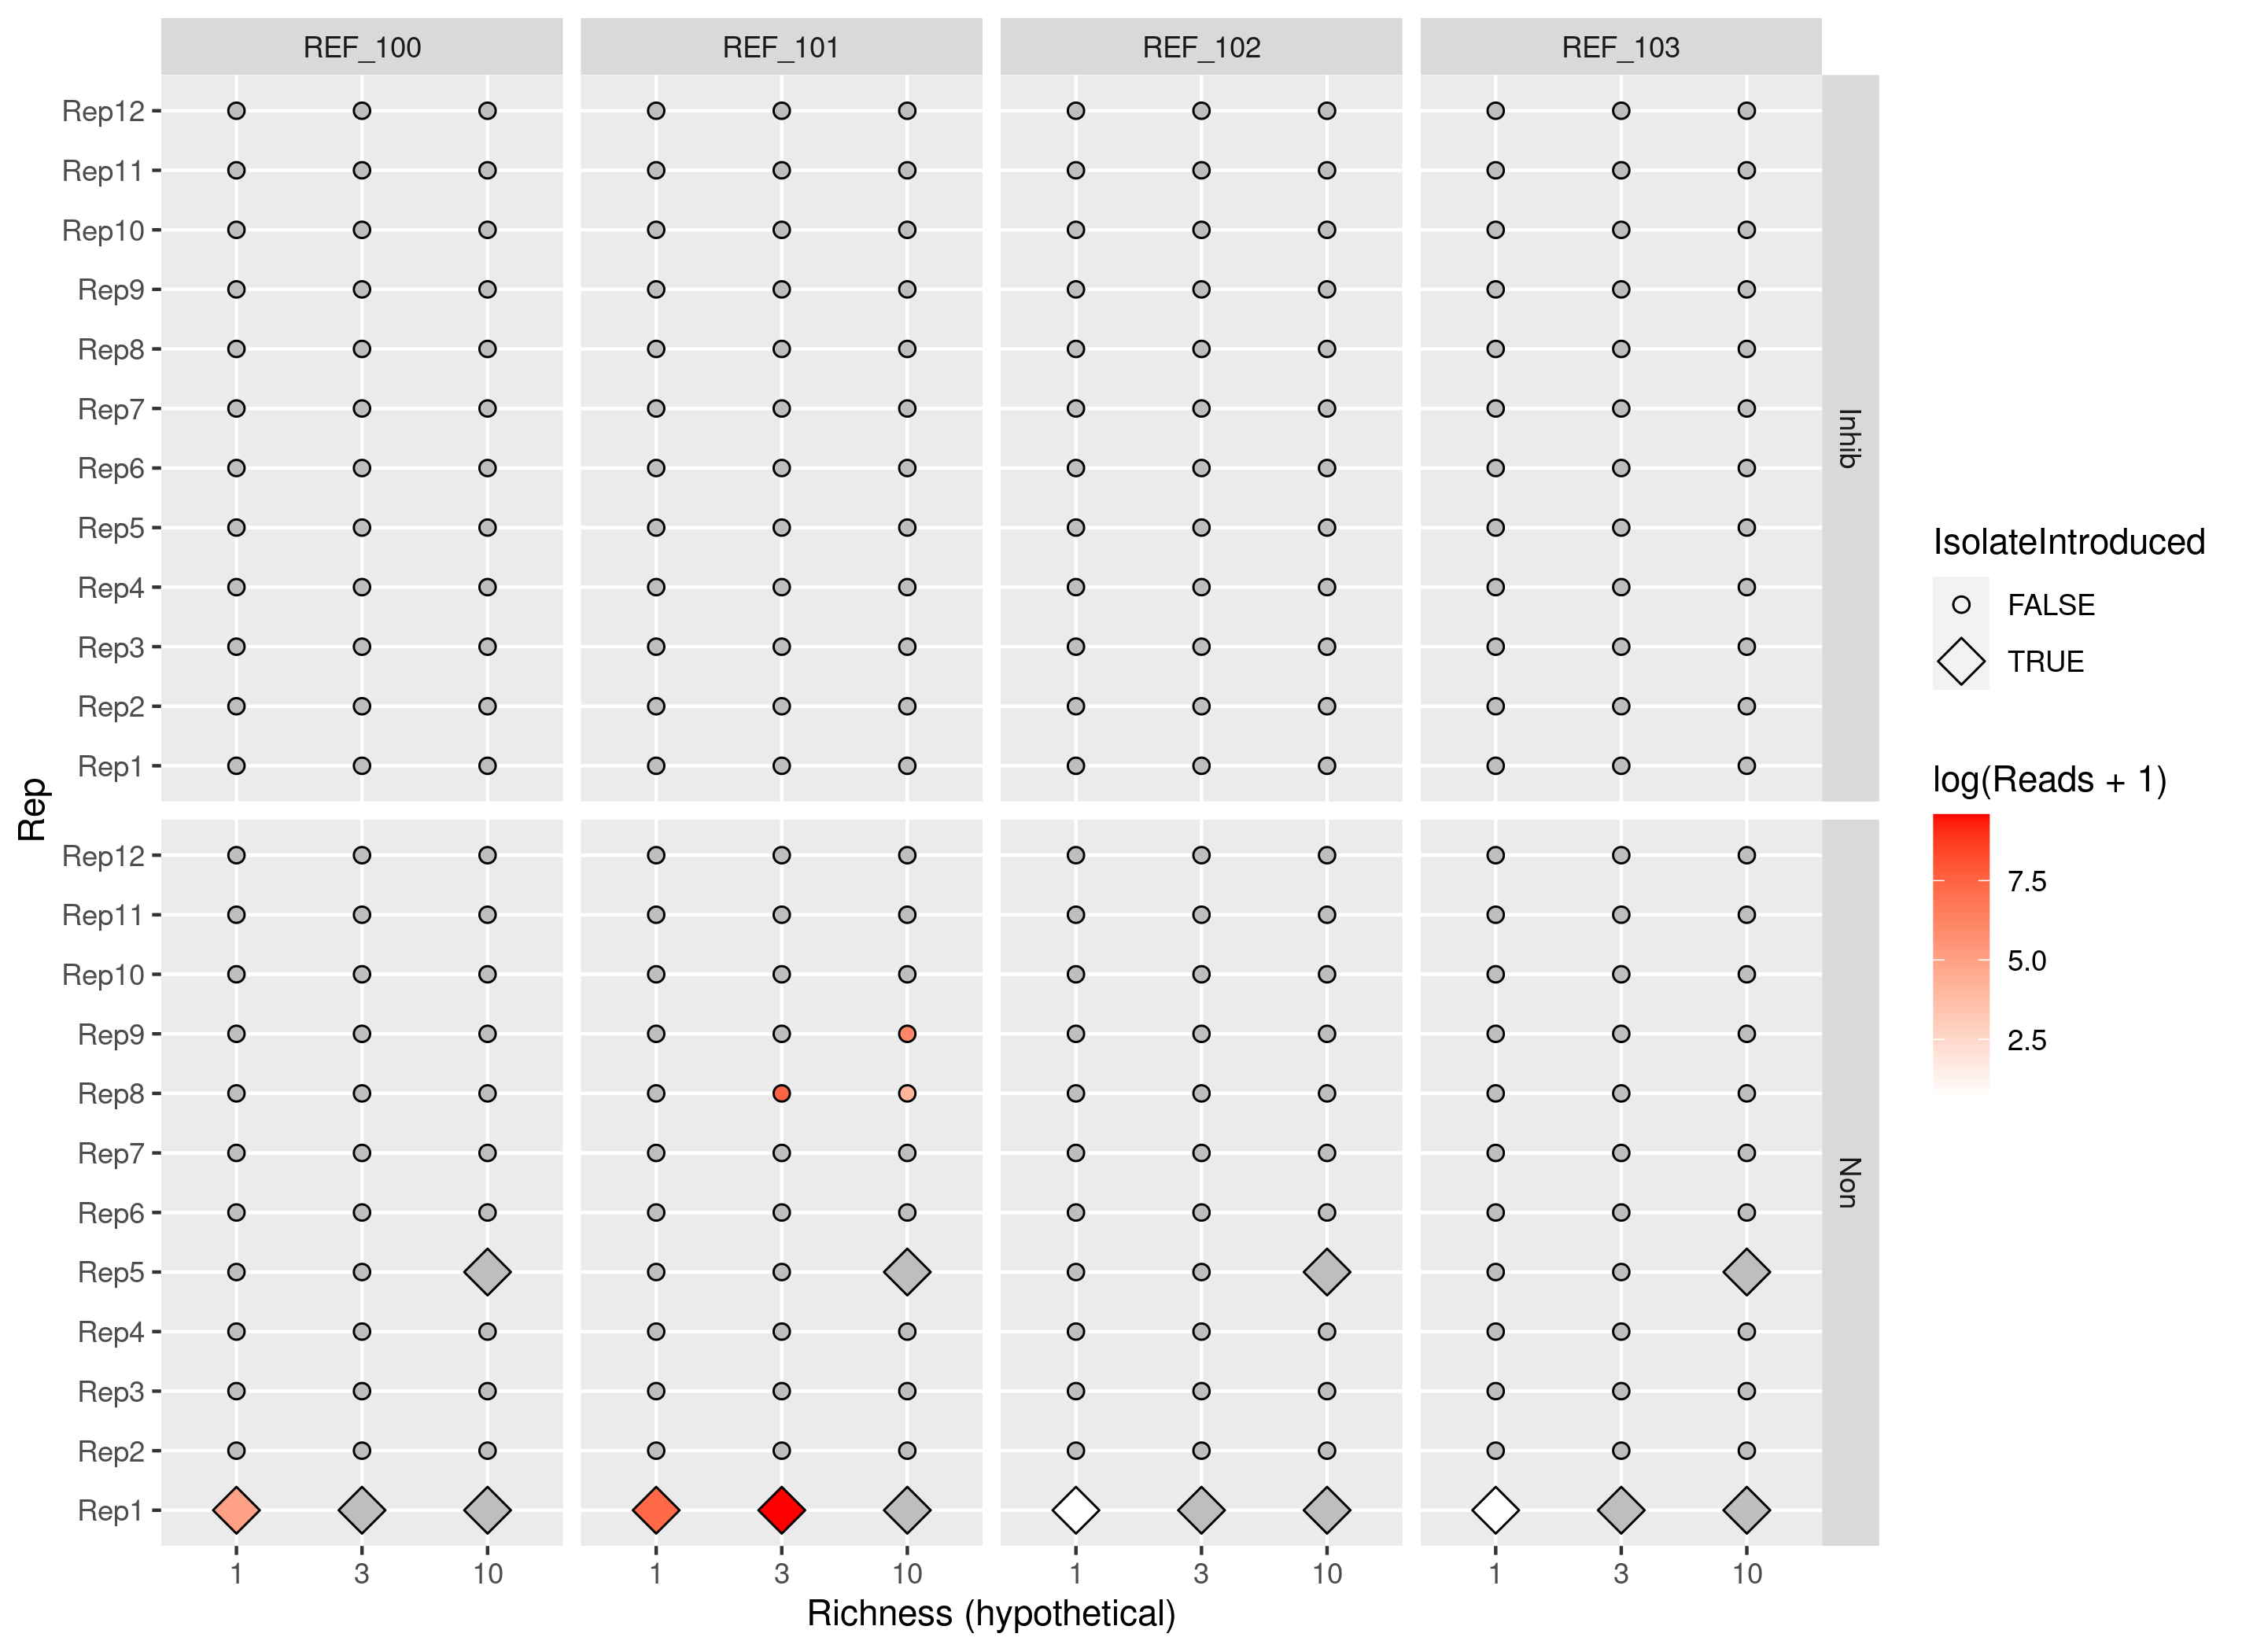 REF_100 REF_101 REF_102 REF_103
Rep12
Rep11
Rep10
Rep9
Rep8
Rep7
Rep6
Rep5
Rep4
Rep3
Rep2
Rep1
Inhib
Rep
Rep12
Rep11
Rep10
Rep9
Rep8
Rep7
Rep6
Rep5
Rep4
Rep3
Rep2
Rep1
Non
1 3 10 1 3 10 1 3 10 1 3 10
Richness (hypothetical)
IsolateIntroduced
FALSE
TRUE
log(Reads + 1)
7.5
5.0
2.5